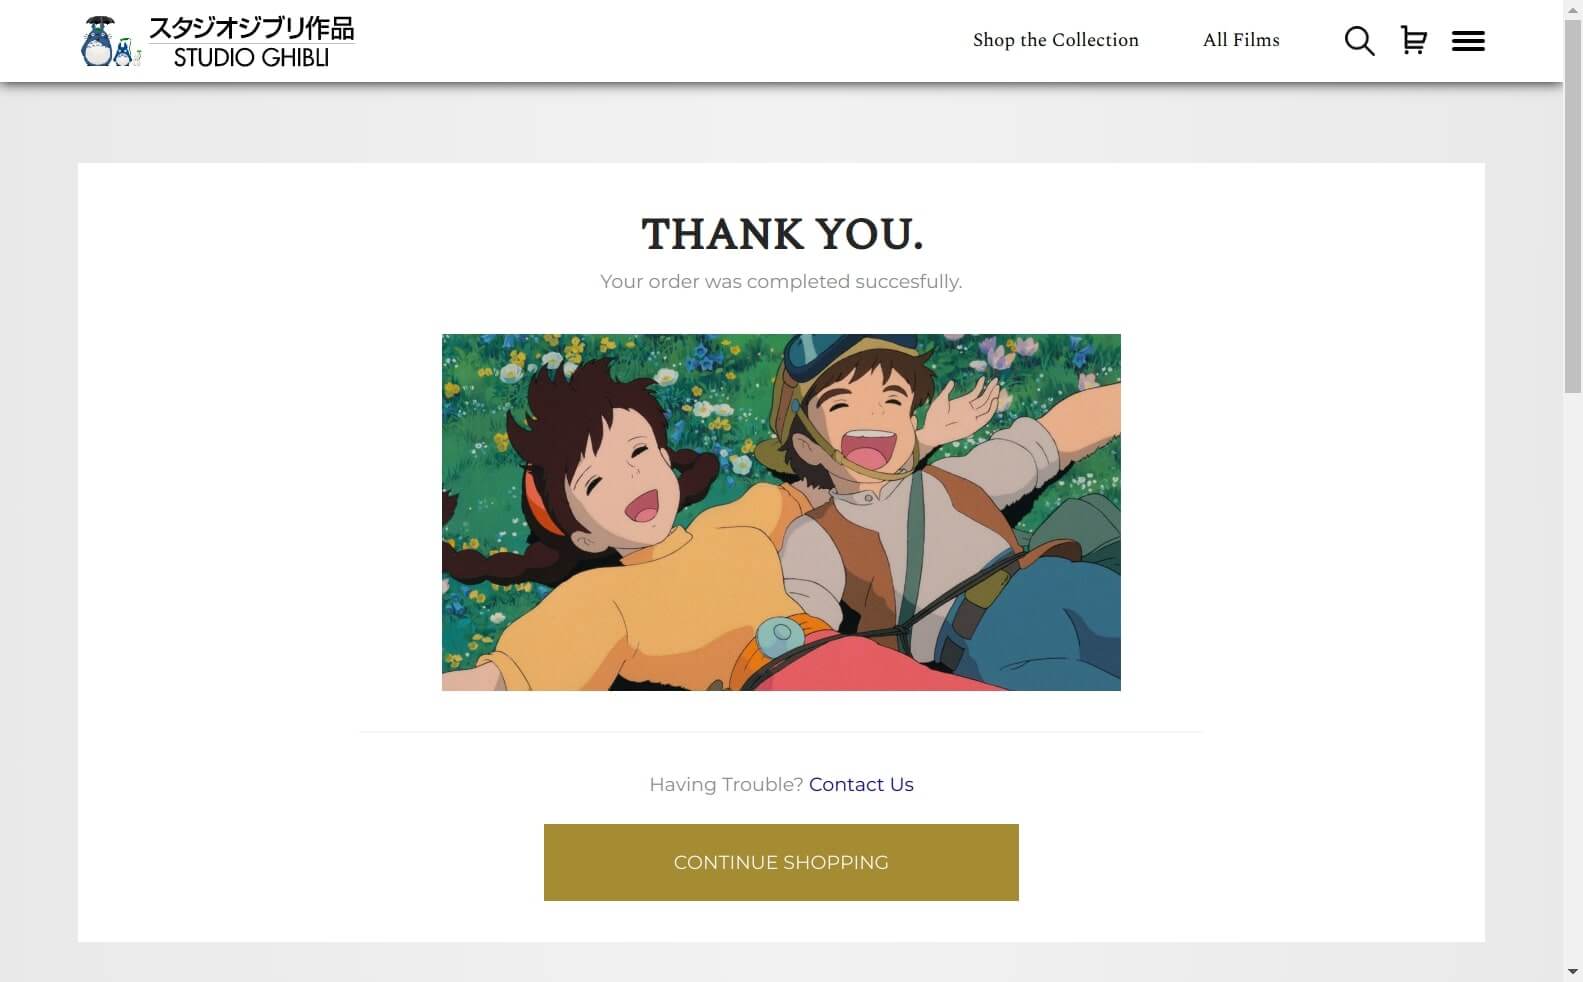 スタジオジブリ作品
STUDIO GHIBLI
Shop the Collection
All Films
THANK YOU.
Your order was completed succesfully.
Having Trouble? Contact Us
CONTINUE SHOPPING